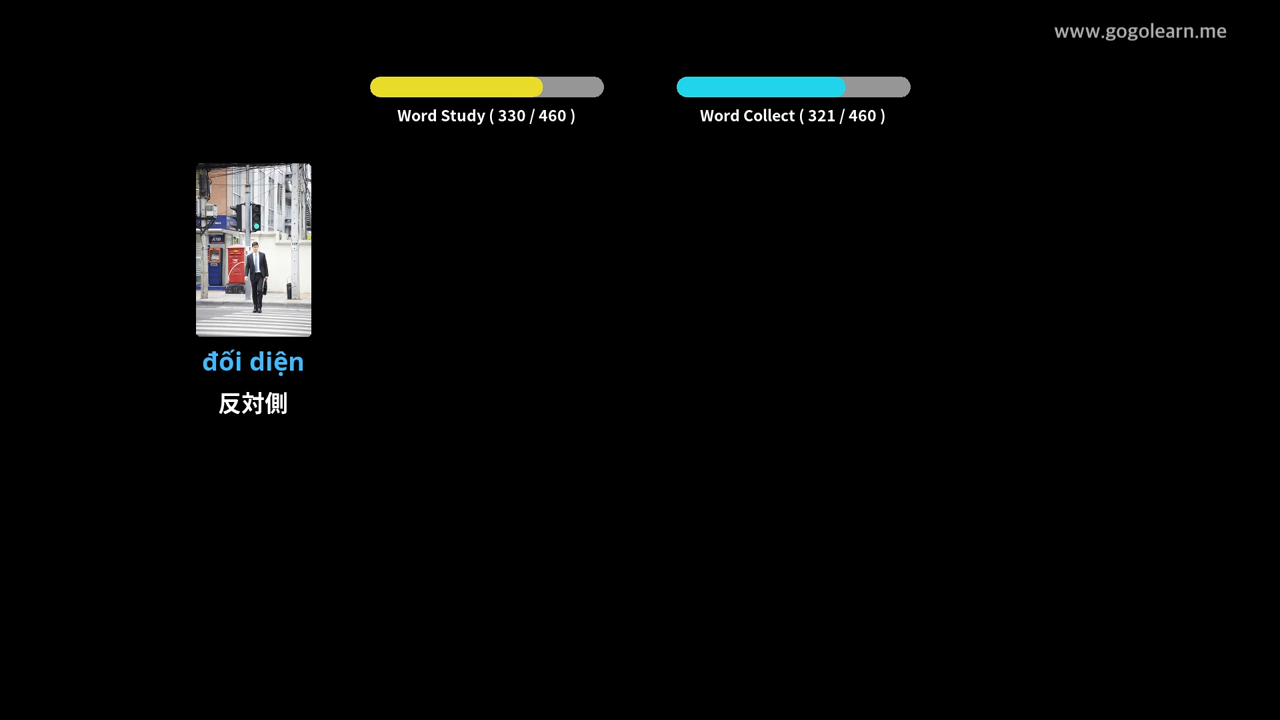 www.gogolearn.me
Word Study ( 330 / 460 )
Word Collect ( 321 / 460 )
đối diện
反対側